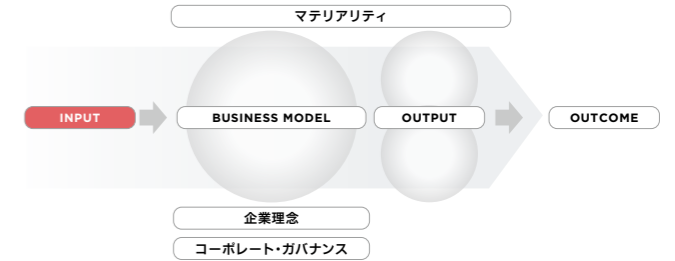 マテリアリティ
INPUT
BUSINESS MODEL
OUTPUT
OUTCOME
企業理念
コーポレート・ガバナンス